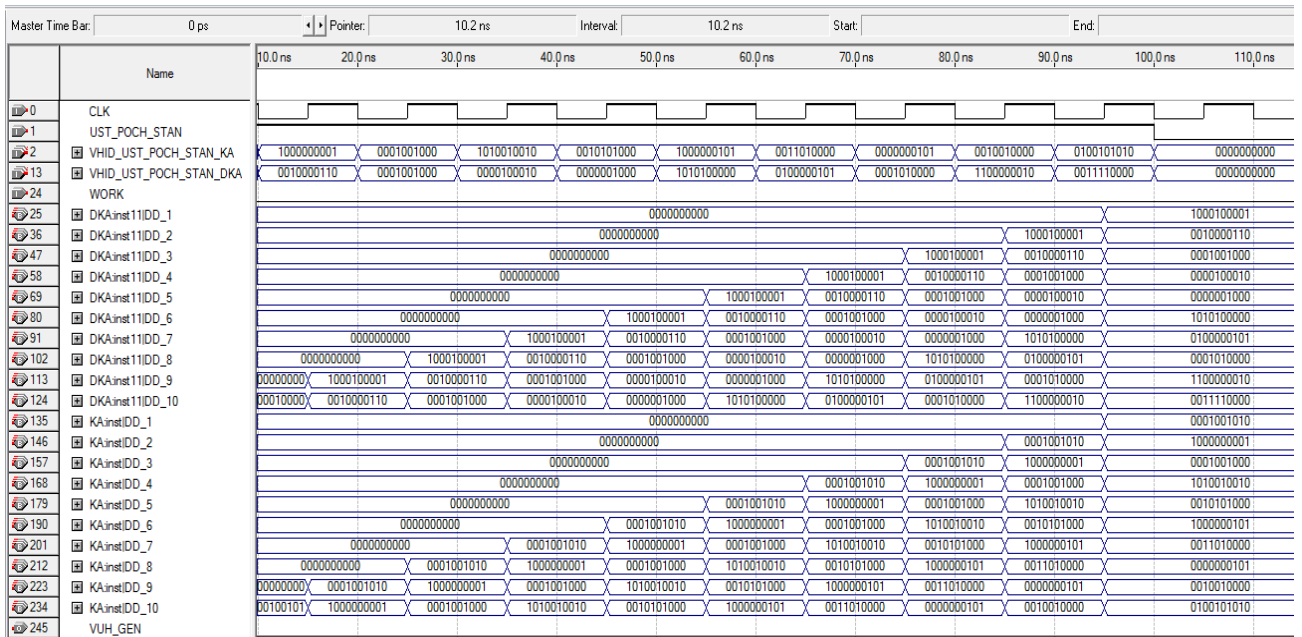 Master Time Bar: 0 ps Pointer: 10.2 ns Interval: 10.2 ns Start: End:
Name
10.0 ns 20.0 ns 30.0 ns 40.0 ns 50.0 ns 60.0 ns 70.0 ns 80.0 ns 90.0 ns 100.0 ns 110.0 ns
0 CLK
1 UST_POCH_STAN
2 VHID_UST_POCH_STAN_KA 1000000001 0001001000 1010010010 0010101000 1000000101 0011010000 0000000101 0010010000 0100101010 0000000000
13 VHID_UST_POCH_STAN_DKA 0010000110 0001001000 0000100010 0000001000 1010100000 0100000101 0001010000 1100000010 0011110000 0000000000
24 WORK
25 DKA:inst11|DD_1 0000000000 1000100001
36 DKA:inst11|DD_2 0000000000 1000100001 0010000110
47 DKA:inst11|DD_3 0000000000 1000100001 0010000110 0001001000
58 DKA:inst11|DD_4 0000000000 1000100001 0010000110 0001001000 0000100010
69 DKA:inst11|DD_5 0000000000 1000100001 0010000110 0001001000 0000100010 0000001000
80 DKA:inst11|DD_6 0000000000 1000100001 0010000110 0001001000 0000100010 0000001000 1010100000
91 DKA:inst11|DD_7 0000000000 1000100001 0010000110 0001001000 0000100010 0000001000 1010100000 0100000101
102 DKA:inst11|DD_8 0000000000 1000100001 0010000110 0001001000 0000100010 0000001000 1010100000 0100000101 0001010000
113 DKA:inst11|DD_9 00000000) 1000100001 0010000110 0001001000 0000100010 0000001000 1010100000 0100000101 0001010000 1100000010
124 DKA:inst11|DD_10 00010000) 0010000110 0001001000 0000100010 0000001000 1010100000 0100000101 0001010000 1100000010 0011110000
135 KA:inst|DD_1 0000000000 0001001010
146 KA:inst|DD_2 0000000000 0001001010 1000000001
157 KA:inst|DD_3 0000000000 0001001010 1000000001 0001001000
168 KA:inst|DD_4 0000000000 0001001010 1000000001 0001001000 1010010010
179 KA:inst|DD_5 0000000000 0001001010 1000000001 0001001000 1010010010 0010101000
190 KA:inst|DD_6 0000000000 0001001010 1000000001 0001001000 1010010010 0010101000 1000000101
201 KA:inst|DD_7 0000000000 0001001010 1000000001 0001001000 1010010010 0010101000 1000000101 0011010000
212 KA:inst|DD_8 0000000000 0001001010 1000000001 0001001000 1010010010 0010101000 1000000101 0011010000 0000000101
223 KA:inst|DD_9 00000000) 0001001010 1000000001 0001001000 1010010010 0010101000 1000000101 0011010000 0000000101 0010010000
234 KA:inst|DD_10 00100101) 1000000001 0001001000 1010010010 0010101000 1000000101 0011010000 0000000101 0010010000 0100101010
245 VUH_GEN